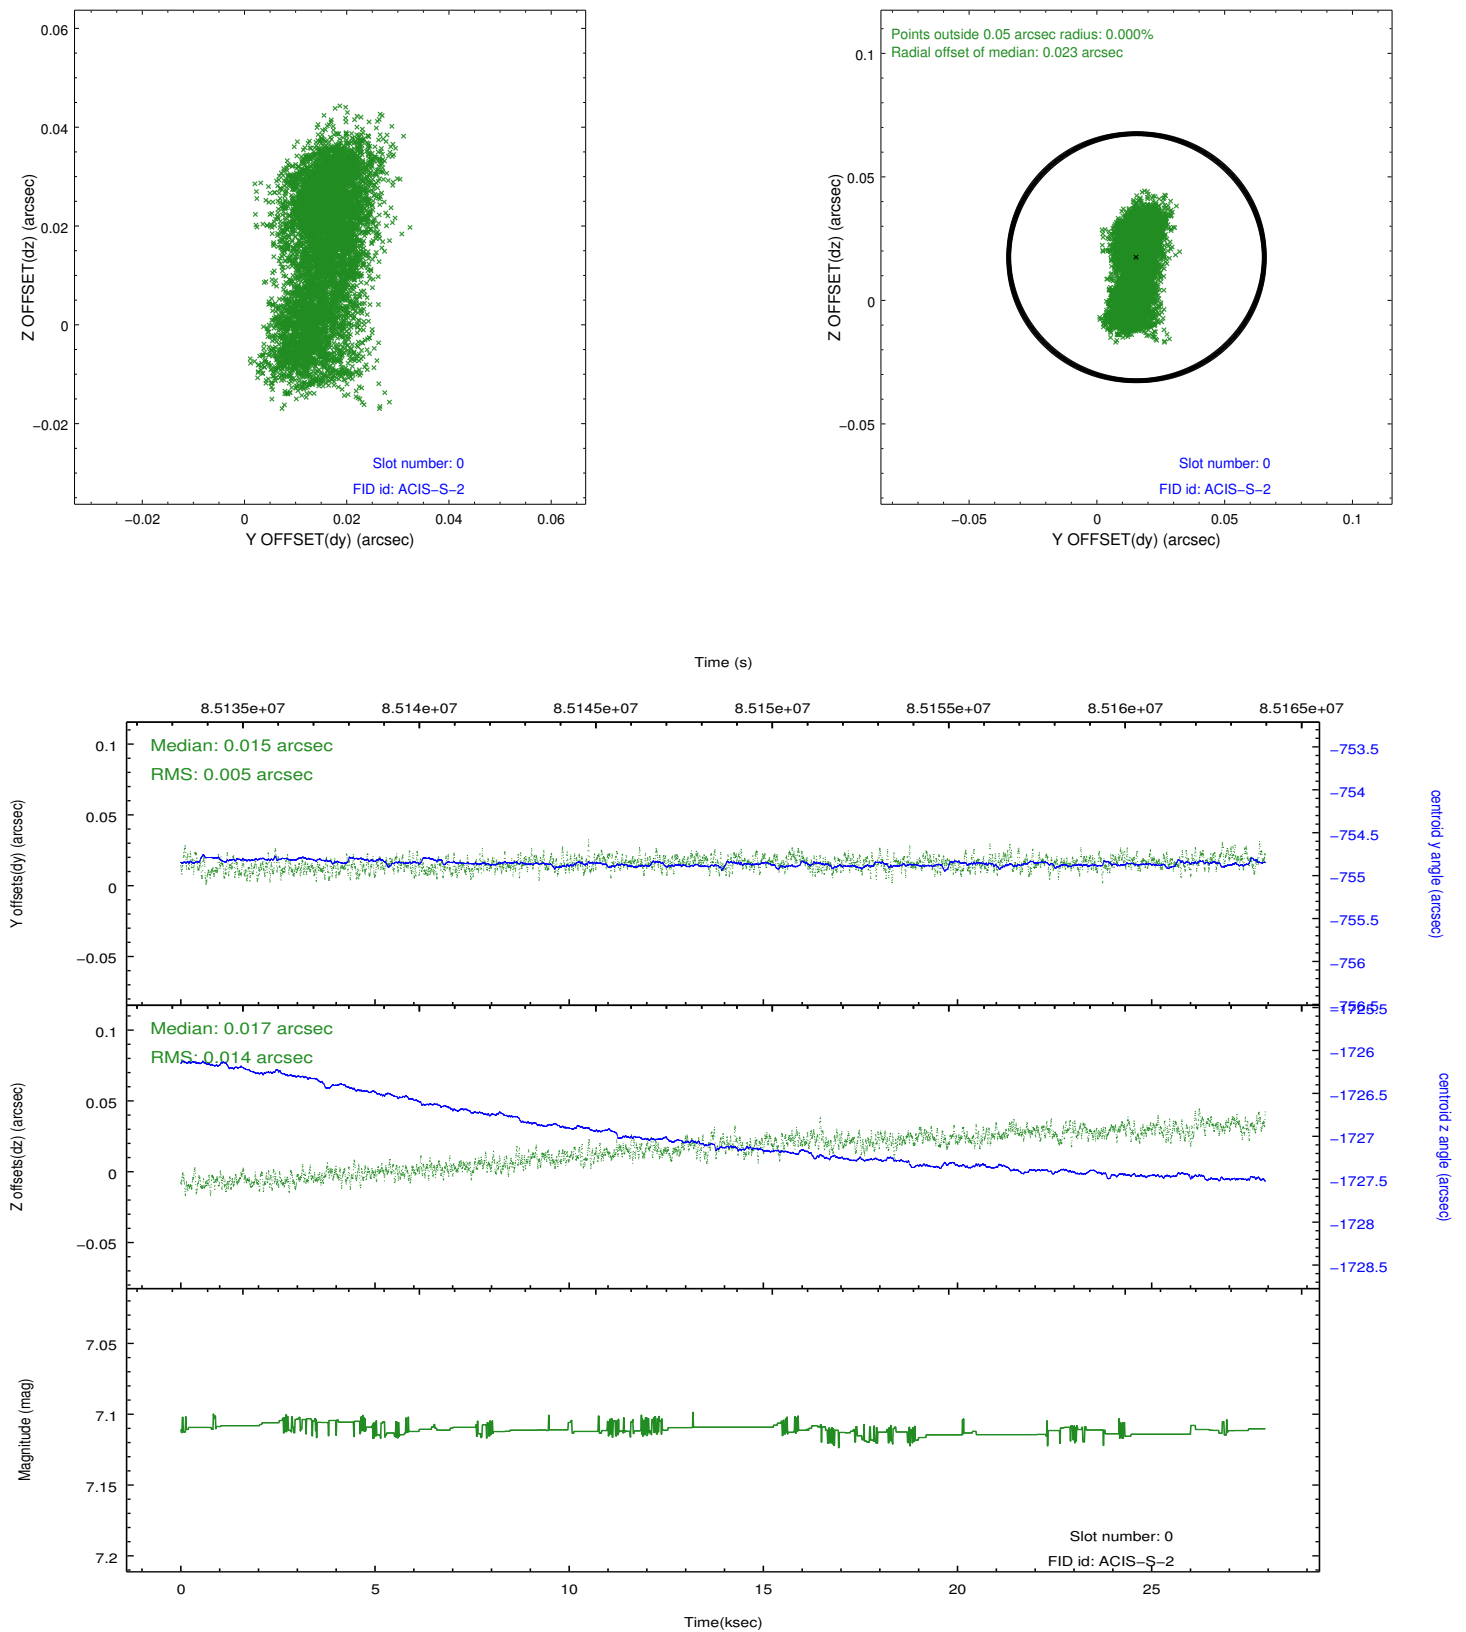 0.06
0.04
0.02
0
−0.02
Z OFFSET(dz) (arcsec)
Slot number: 0
FID id: ACIS−S−2
−0.02 0 0.02 0.04 0.06
Y OFFSET(dy) (arcsec)
Points outside 0.05 arcsec radius: 0.000%
Radial offset of median: 0.023 arcsec
0.1
0.05
0
−0.05
Z OFFSET(dz) (arcsec)
Slot number: 0
FID id: ACIS−S−2
−0.05 0 0.05 0.1
Y OFFSET(dy) (arcsec)
Time (s)
8.5135e+07 8.514e+07 8.5145e+07 8.515e+07 8.5155e+07 8.516e+07 8.5165e+07
Median: 0.015 arcsec
RMS: 0.005 arcsec
0.1
0.05
0
−0.05
Y offsets(dy) (arcsec)
−753.5
−754
−754.5
−755
−755.5
−756
−756.5
centroid y angle (arcsec)
Median: 0.017 arcsec
RMS: 0.014 arcsec
0.1
0.05
0
−0.05
Z offsets(dz) (arcsec)
−1725.5
−1726
−1726.5
−1727
−1727.5
−1728
−1728.5
centroid z angle (arcsec)
7.05
7.1
7.15
7.2
Magnitude (mag)
Slot number: 0
FID id: ACIS−S−2
0 5 10 15 20 25
Time(ksec)